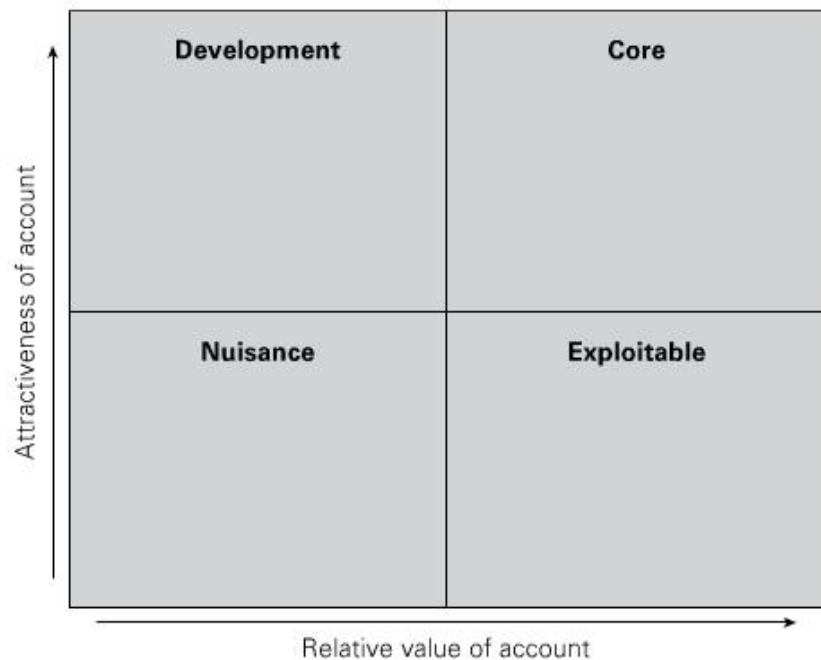 Development
Core
Attractiveness of account
Nuisance
Exploitable
Relative value of account